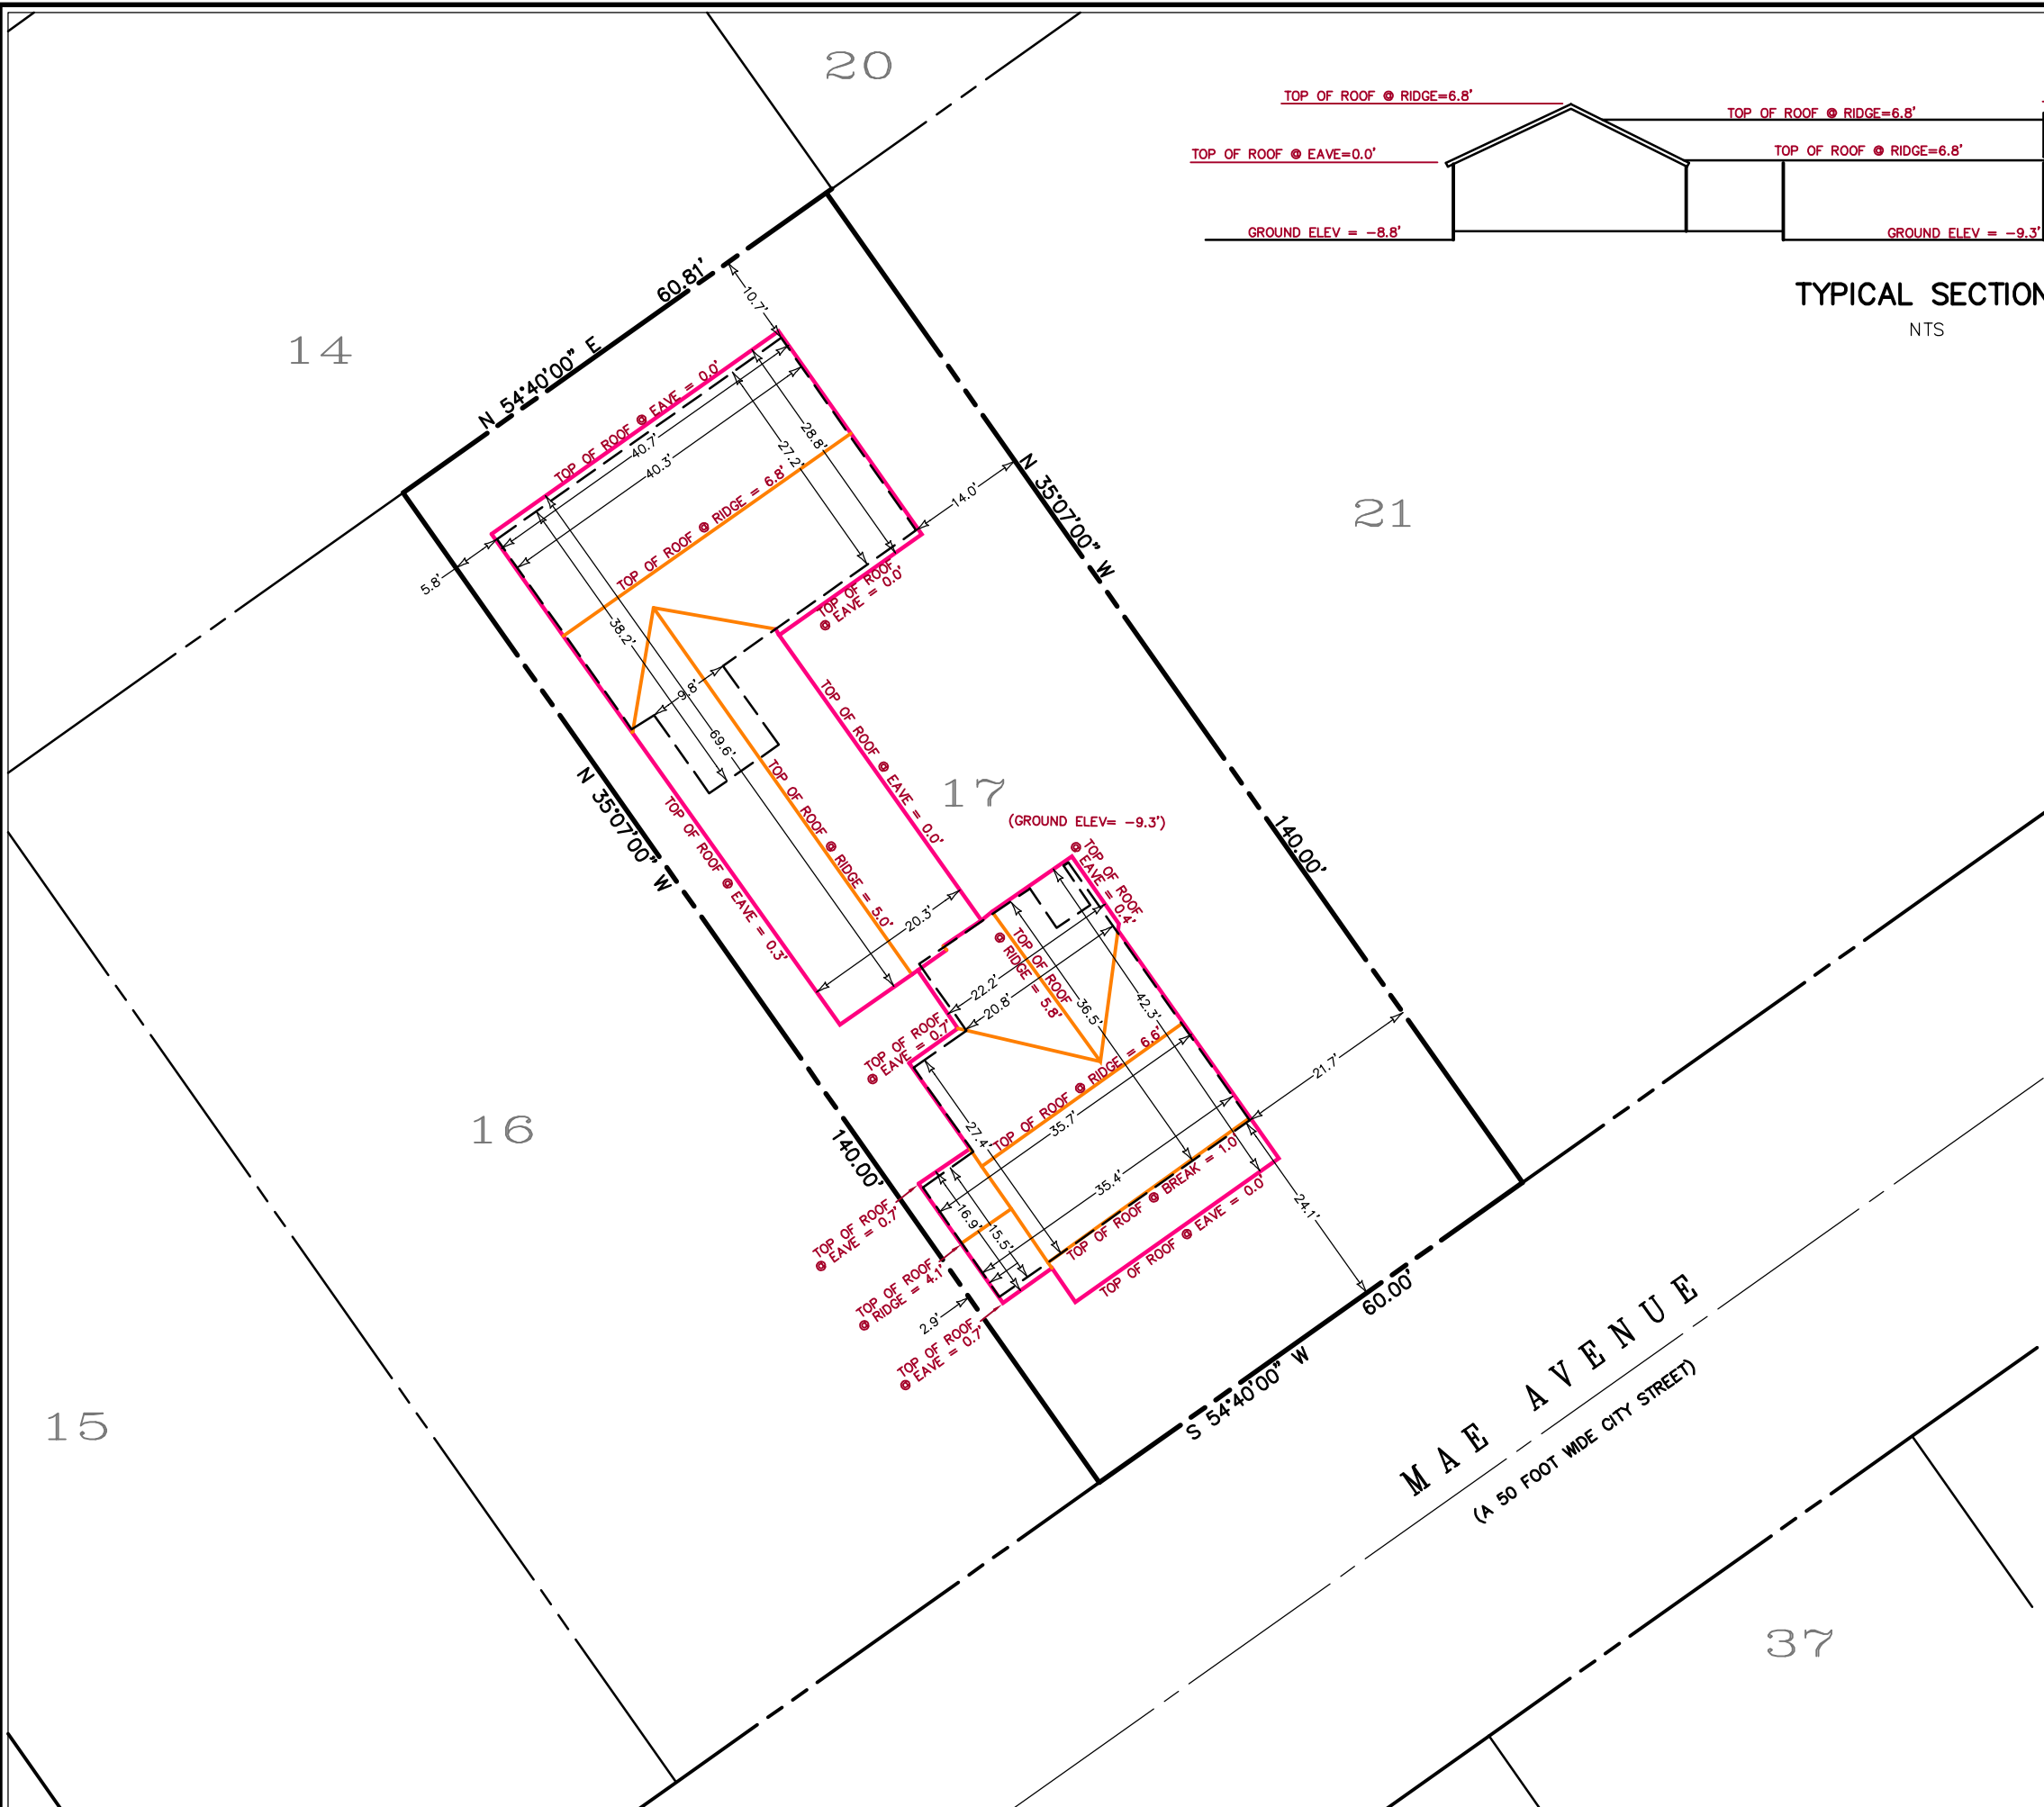 20
TOP OF ROOF @ RIDGE=6.8'
TOP OF ROOF @ RIDGE=6.8'
TOP OF ROOF @ EAVE=0.0'
TOP OF ROOF @ RIDGE=6.8'
GROUND ELEV = -8.8'
GROUND ELEV = -9.3'
TYPICAL SECTION
NTS
60.81'
N 54°40'00" E
10.7'
14
TOP OF ROOF @ EAVE = 0.0'
40.7'
40.3'
28.8'
27.2'
TOP OF ROOF @ RIDGE = 6.8'
14.0'
N 35°07'00" W
21
5.8'
TOP OF ROOF
@ EAVE = 0.0'
38.2'
9.8'
69.6'
TOP OF ROOF @ EAVE = 0.0'
N 35°07'00" W
TOP OF ROOF @ RIDGE = 5.0'
TOP OF ROOF @ EAVE = 0.3'
17
(GROUND ELEV= -9.3')
140.00'
TOP OF ROOF
@ EAVE = 0.4'
20.3'
TOP OF ROOF
@ RIDGE = 5.8'
22.2'
20.8'
36.5'
42.3'
TOP OF ROOF
@ EAVE = 0.7'
TOP OF ROOF @ RIDGE = 6.6'
35.7'
21.7'
16
140.00'
27.4'
35.4'
TOP OF ROOF @ BREAK = 1.0'
TOP OF ROOF @ EAVE = 0.0'
24.1'
16.9'
15.5'
TOP OF ROOF
@ EAVE = 0.7'
TOP OF ROOF
@ RIDGE = 4.1'
2.9'
TOP OF ROOF
@ EAVE = 0.7'
60.00'
S 54°40'00" W
MAE AVENUE
(A 50 FOOT WIDE CITY STREET)
15
37